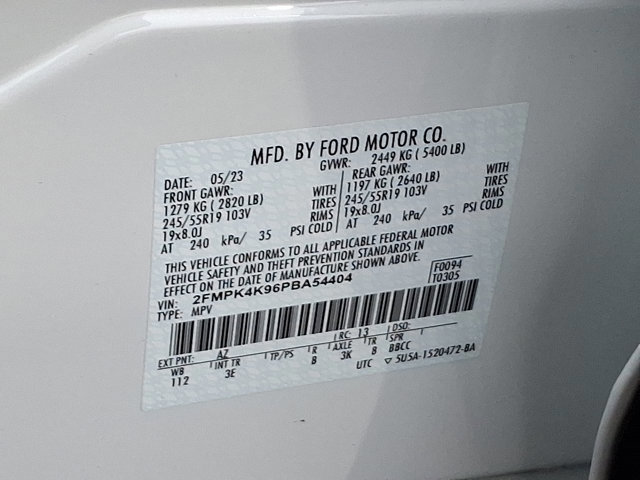 MFD. BY FORD MOTOR CO.
DATE: 05/23 GVWR: 2449 KG ( 5400 LB)
FRONT GAWR: REAR GAWR:
1279 KG ( 2820 LB) WITH 1197 KG ( 2640 LB) WITH
245/55R19 103V TIRES 245/55R19 103V TIRES
19x8.0J RIMS 19x8.0J RIMS
AT 240 kPa/ 35 PSI COLD AT 240 kPa/ 35 PSI COLD
THIS VEHICLE CONFORMS TO ALL APPLICABLE FEDERAL MOTOR
VEHICLE SAFETY AND THEFT PREVENTION STANDARDS IN
EFFECT ON THE DATE OF MANUFACTURE SHOWN ABOVE.
VIN: 2FMPK4K96PBA54404 F0094
TYPE: MPV T0305
EXT PNT: AZ RC: 13 DSO:
WB INT TR TP/PS R AXLE TR SPR
112 3E 8 3K 8 BBCC
UTC ▽ 5U5A-1520472-BA